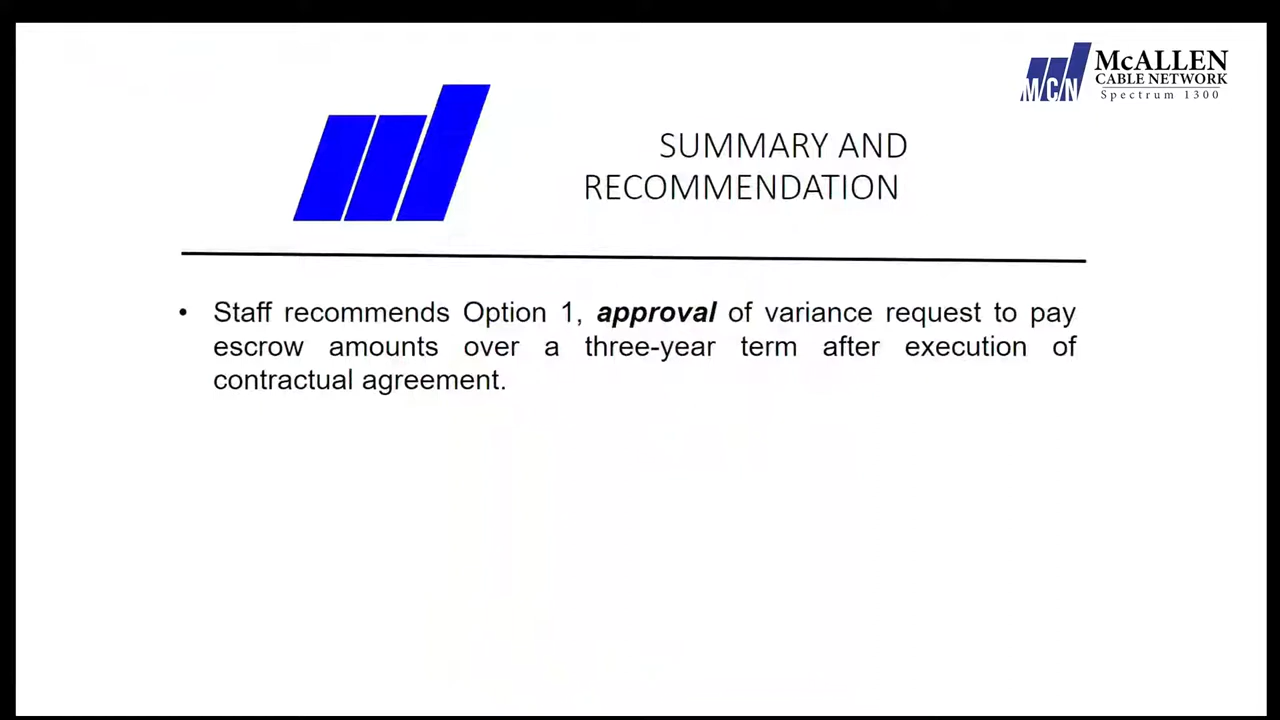 McALLEN
CABLE NETWORK
MCN
Spectrum 1300
SUMMARY AND
RECOMMENDATION
• Staff recommends Option 1, approval of variance request to pay
escrow amounts over a three-year term after execution of
contractual agreement.